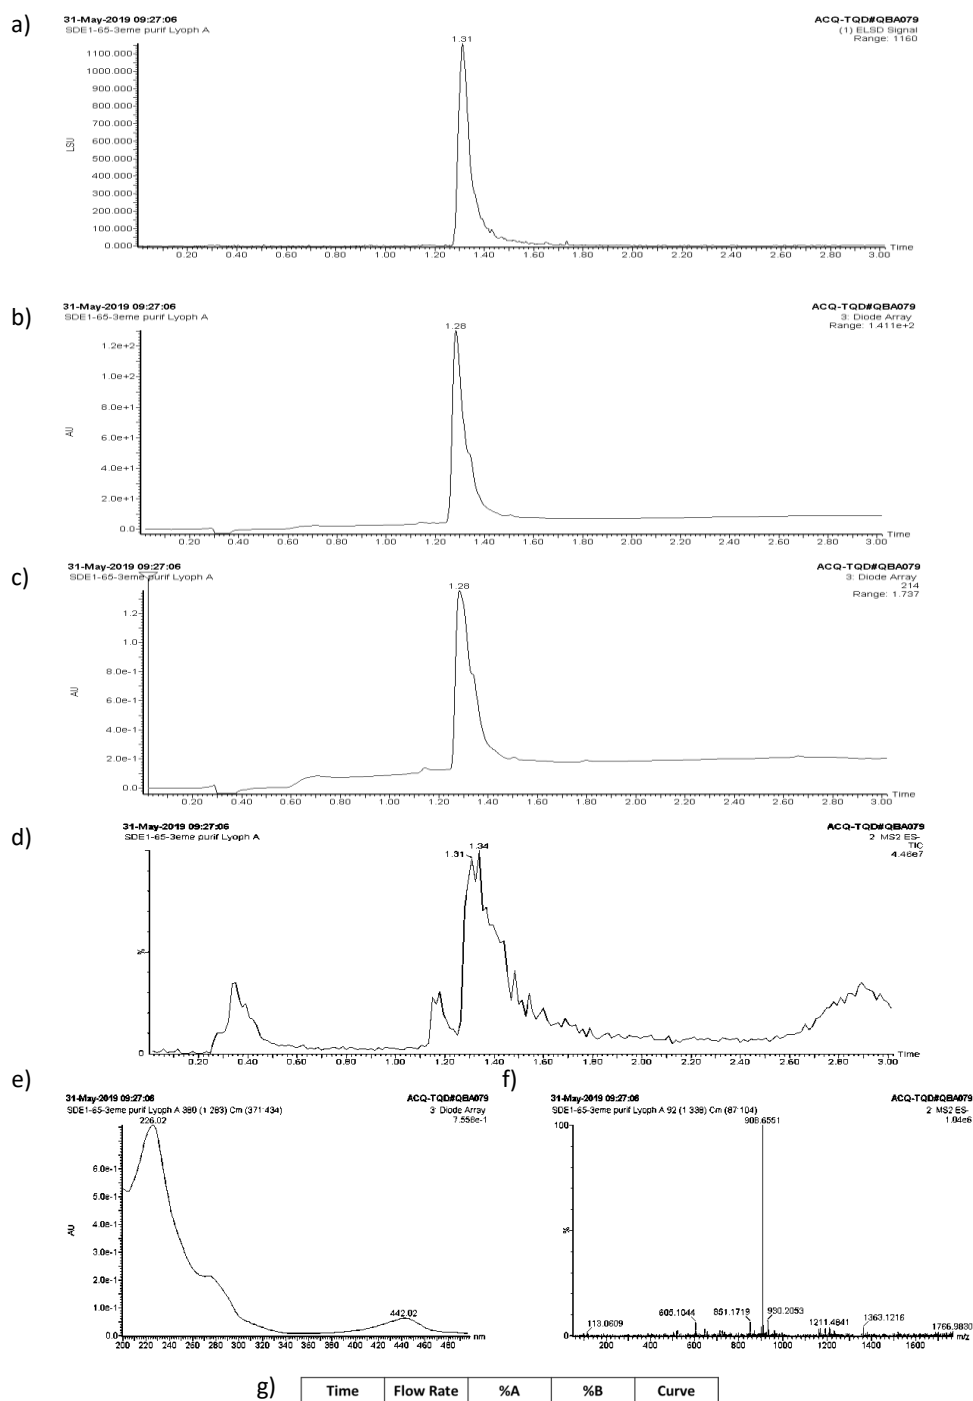 a)
31-May-2019 09:27:06
ACQ-TQD#QBA079
SDE1-65-3eme purif Lyoph A
(1) ELSD Signal
Range: 1160
1.31
1100.000
1000.000
900.000
800.000
700.000
600.000
500.000
400.000
300.000
200.000
100.000
0.000
LSU
0.20 0.40 0.60 0.80 1.00 1.20 1.40 1.60 1.80 2.00 2.20 2.40 2.60 2.80 3.00 Time
b)
31-May-2019 09:27:06
ACQ-TQD#QBA079
SDE1-65-3eme purif Lyoph A
3: Diode Array
Range: 1.411e+2
1.28
1.2e+2
1.0e+2
8.0e+1
6.0e+1
4.0e+1
2.0e+1
0.0
AU
0.20 0.40 0.60 0.80 1.00 1.20 1.40 1.60 1.80 2.00 2.20 2.40 2.60 2.80 3.00 Time
c)
31-May-2019 09:27:06
ACQ-TQD#QBA079
SDE1-65-3eme purif Lyoph A
3: Diode Array
214
Range: 1.737
1.28
1.2
1.0
8.0e-1
6.0e-1
4.0e-1
2.0e-1
0.0
AU
0.20 0.40 0.60 0.80 1.00 1.20 1.40 1.60 1.80 2.00 2.20 2.40 2.60 2.80 3.00 Time
d)
31-May-2019 09:27:06
ACQ-TQD#QBA079
SDE1-65-3eme purif Lyoph A
2: MS2 ES-
TIC
4.46e7
1.31 1.34
%
0
0.20 0.40 0.60 0.80 1.00 1.20 1.40 1.60 1.80 2.00 2.20 2.40 2.60 2.80 3.00 Time
e)
31-May-2019 09:27:06
ACQ-TQD#QBA079
SDE1-65-3eme purif Lyoph A 380 (1.283) Cm (371:434)
3: Diode Array
7.558e-1
226.02
6.0e-1
5.0e-1
4.0e-1
3.0e-1
2.0e-1
1.0e-1
0.0
AU
442.02
200 220 240 260 280 300 320 340 360 380 400 420 440 460 480 nm
f)
31-May-2019 09:27:06
ACQ-TQD#QBA079
SDE1-65-3eme purif Lyoph A 92 (1.338) Cm (87:104)
2: MS2 ES-
1.04e6
100
908.6551
%
0
113.0609
605.1044
851.1719
930.2053
1211.4841
1363.1216
1766.9830
200 400 600 800 1000 1200 1400 1600 m/z
g)
Time Flow Rate %A %B Curve